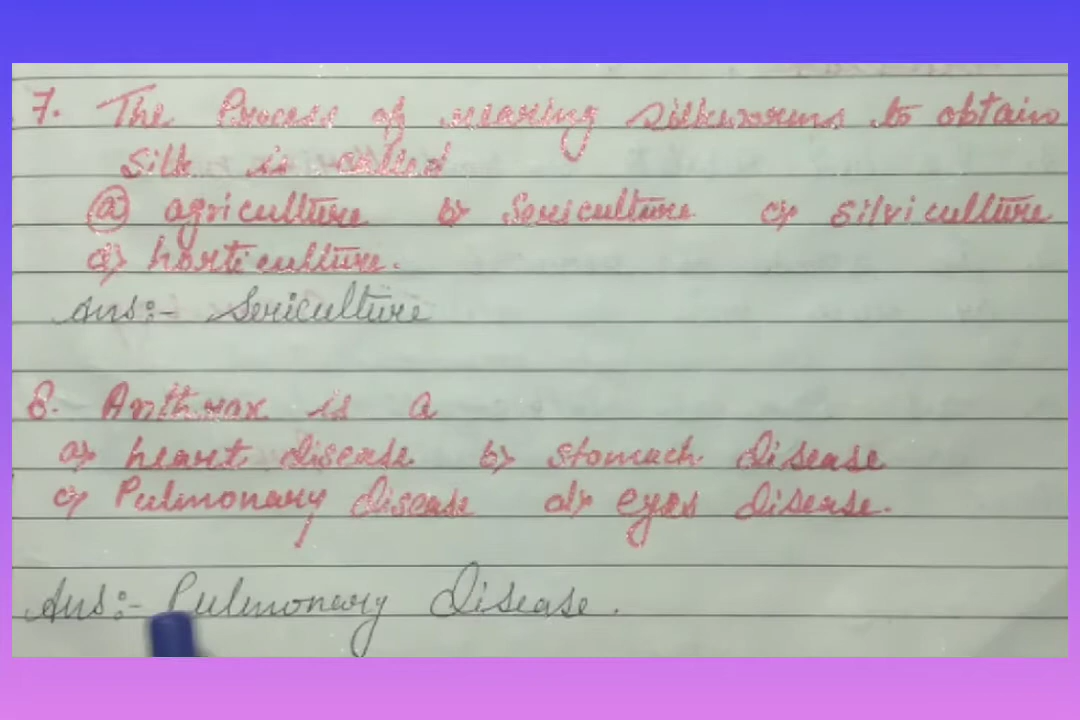 7. The Process of rearing silkworms to obtain
silk is called
a) agriculture b) Sericulture c) silviculture
d) horticulture.
Ans:- Sericulture
8. Anthrax is a
a) heart disease b) stomach disease
c) Pulmonary disease d) eyes disease.
Ans:- Pulmonary Disease.